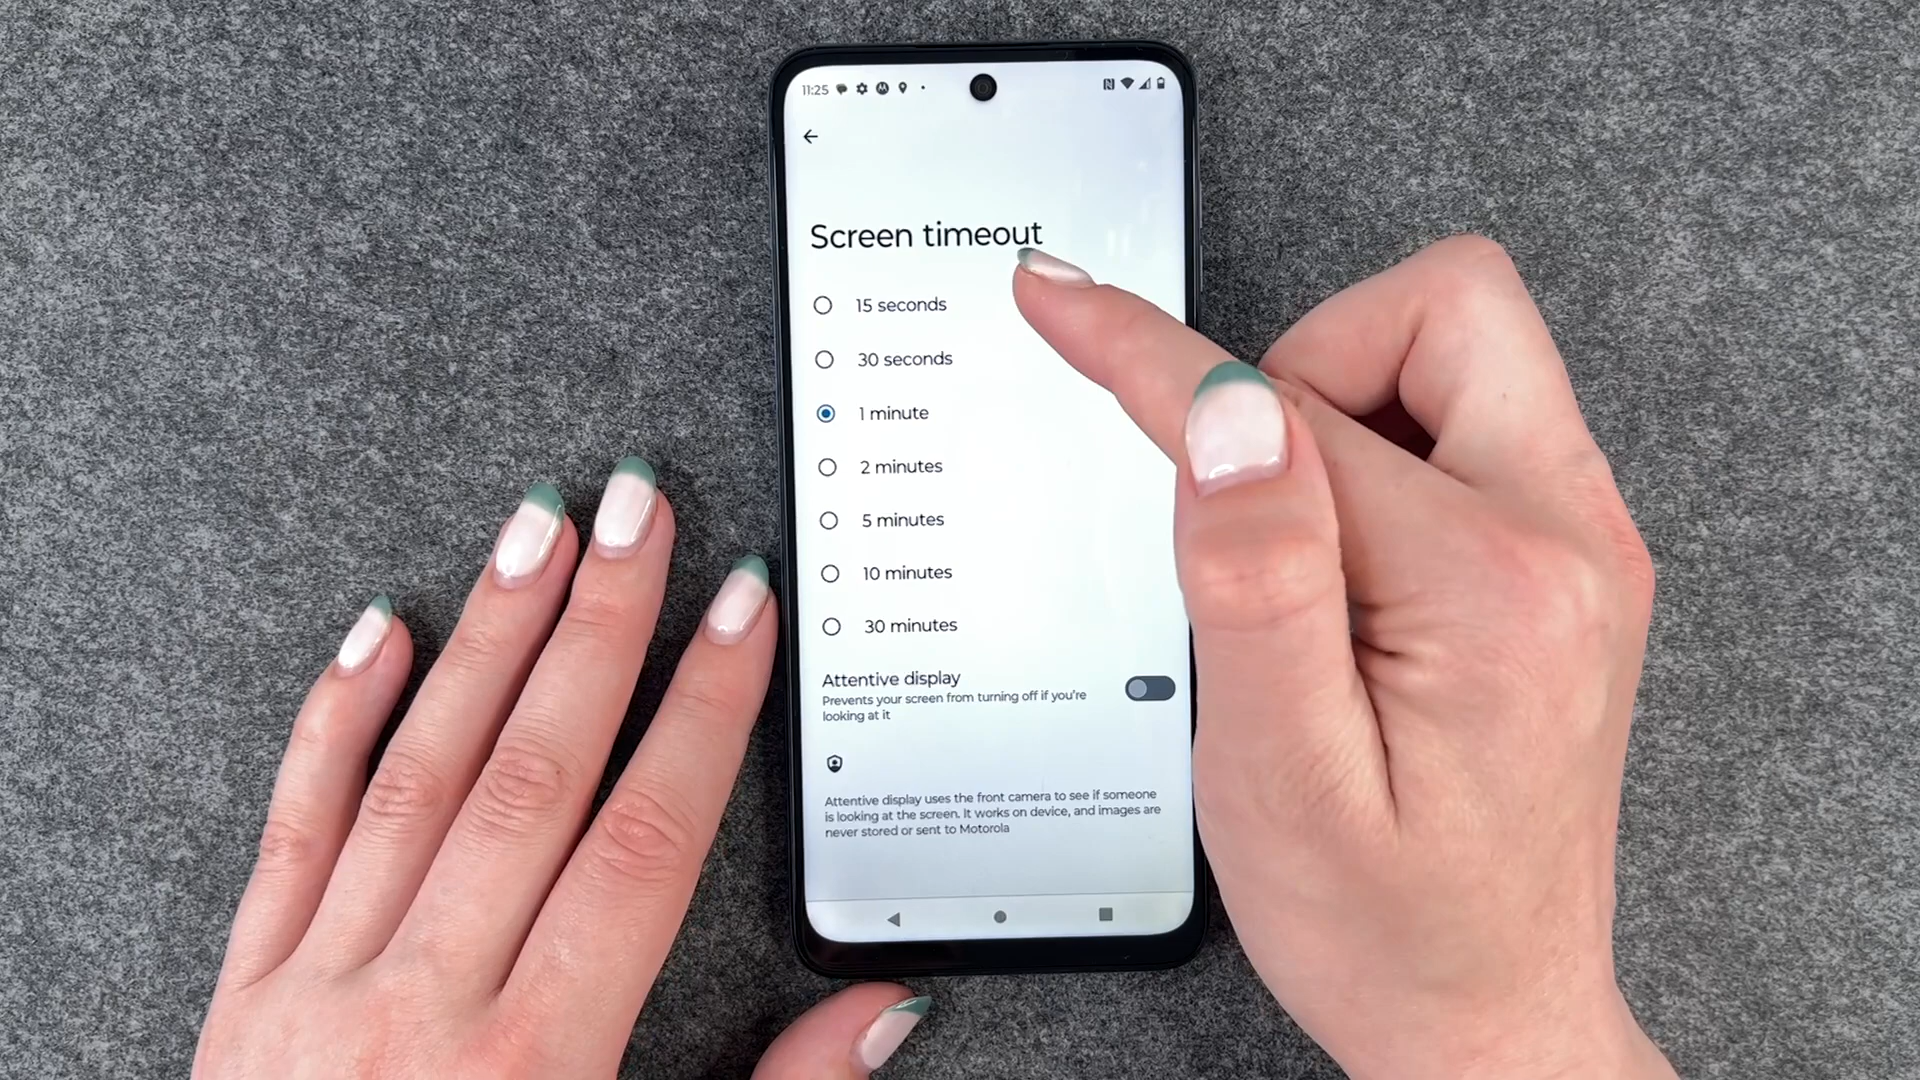 11:25
Screen timeout
15 seconds
30 seconds
1 minute
2 minutes
5 minutes
10 minutes
30 minutes
Attentive display
Prevents your screen from turning off if you're
looking at it
Attentive display uses the front camera to see if someone
is looking at the screen. It works on device, and images are
never stored or sent to Motorola